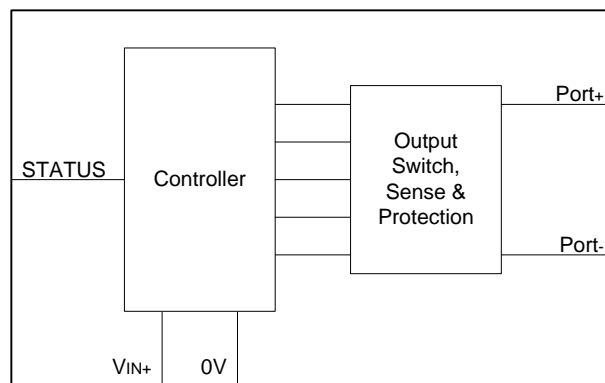 Port+
Output
Switch,
Sense &
Protection
STATUS
Controller
Port-
VIN+
0V